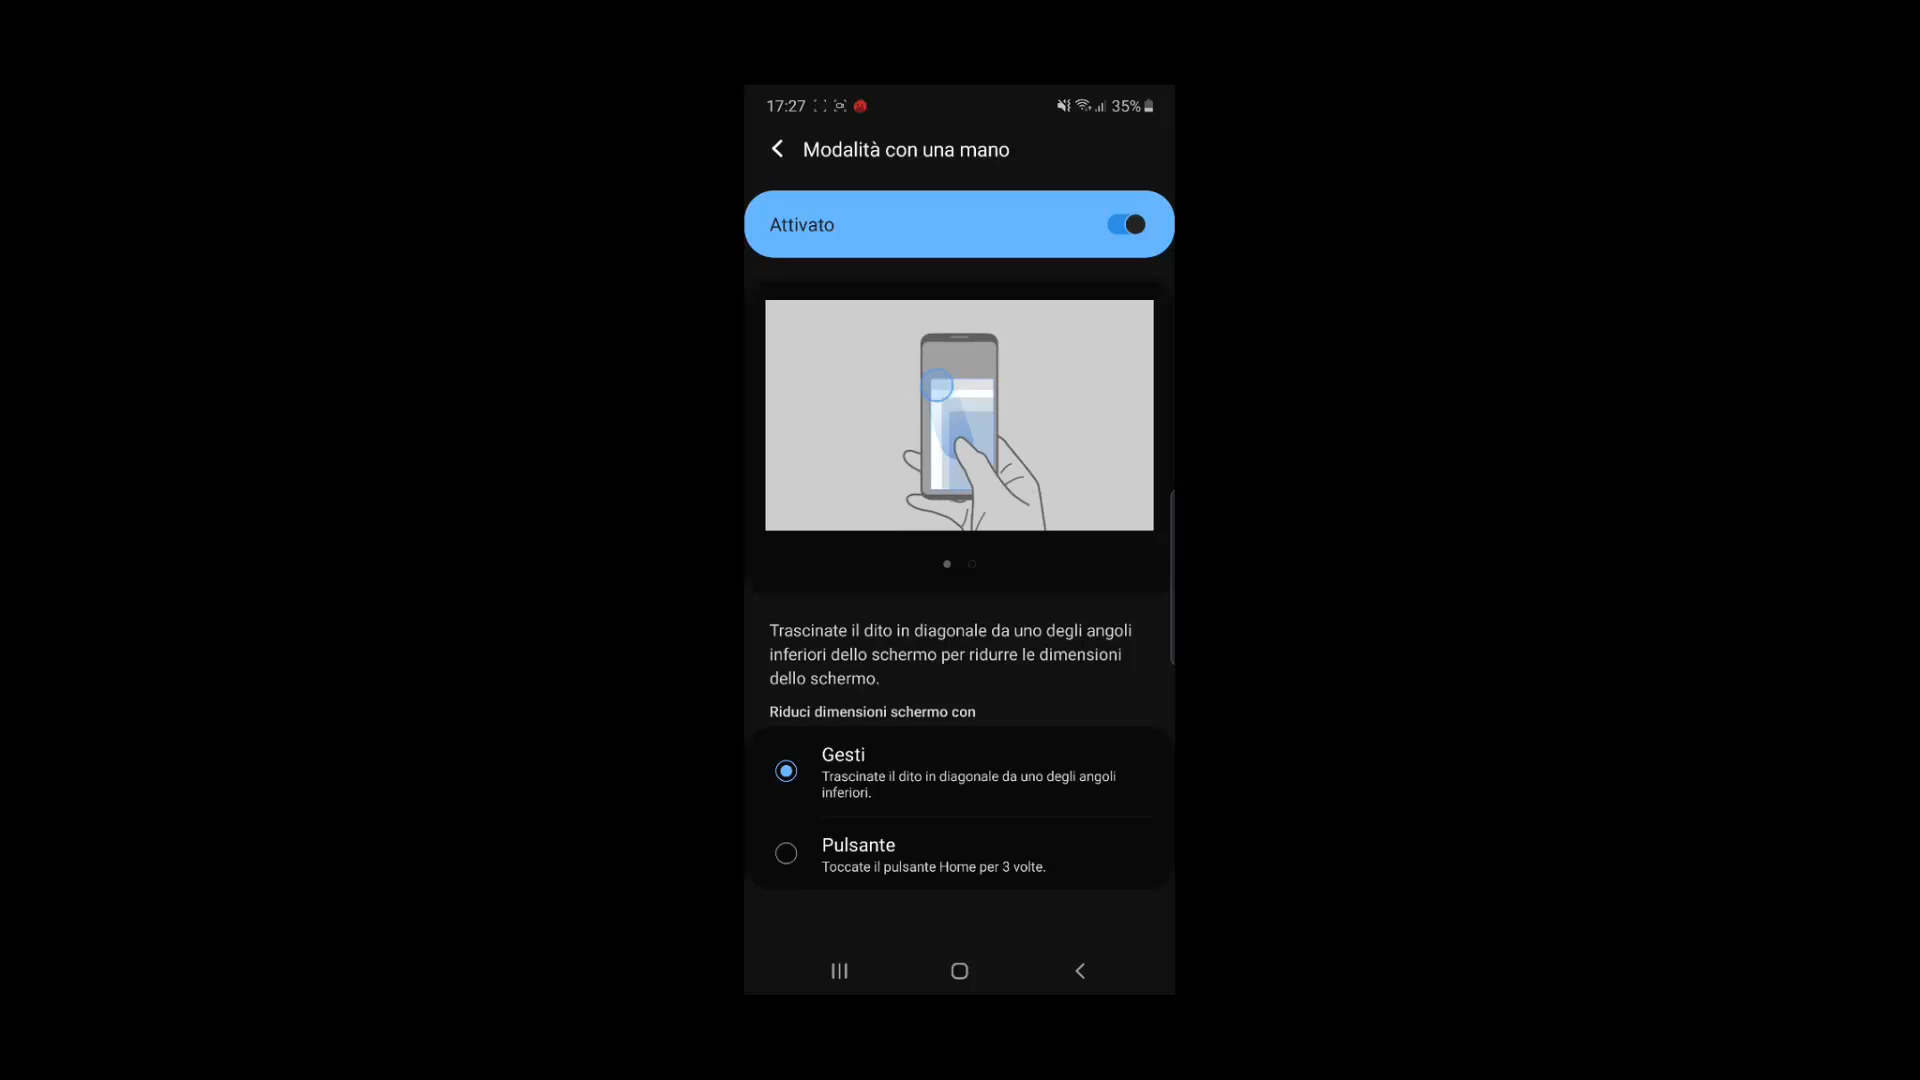 17:27 35%
Modalità con una mano
Attivato
Trascinate il dito in diagonale da uno degli angoli
inferiori dello schermo per ridurre le dimensioni
dello schermo.
Riduci dimensioni schermo con
Gesti
Trascinate il dito in diagonale da uno degli angoli
inferiori.
Pulsante
Toccate il pulsante Home per 3 volte.